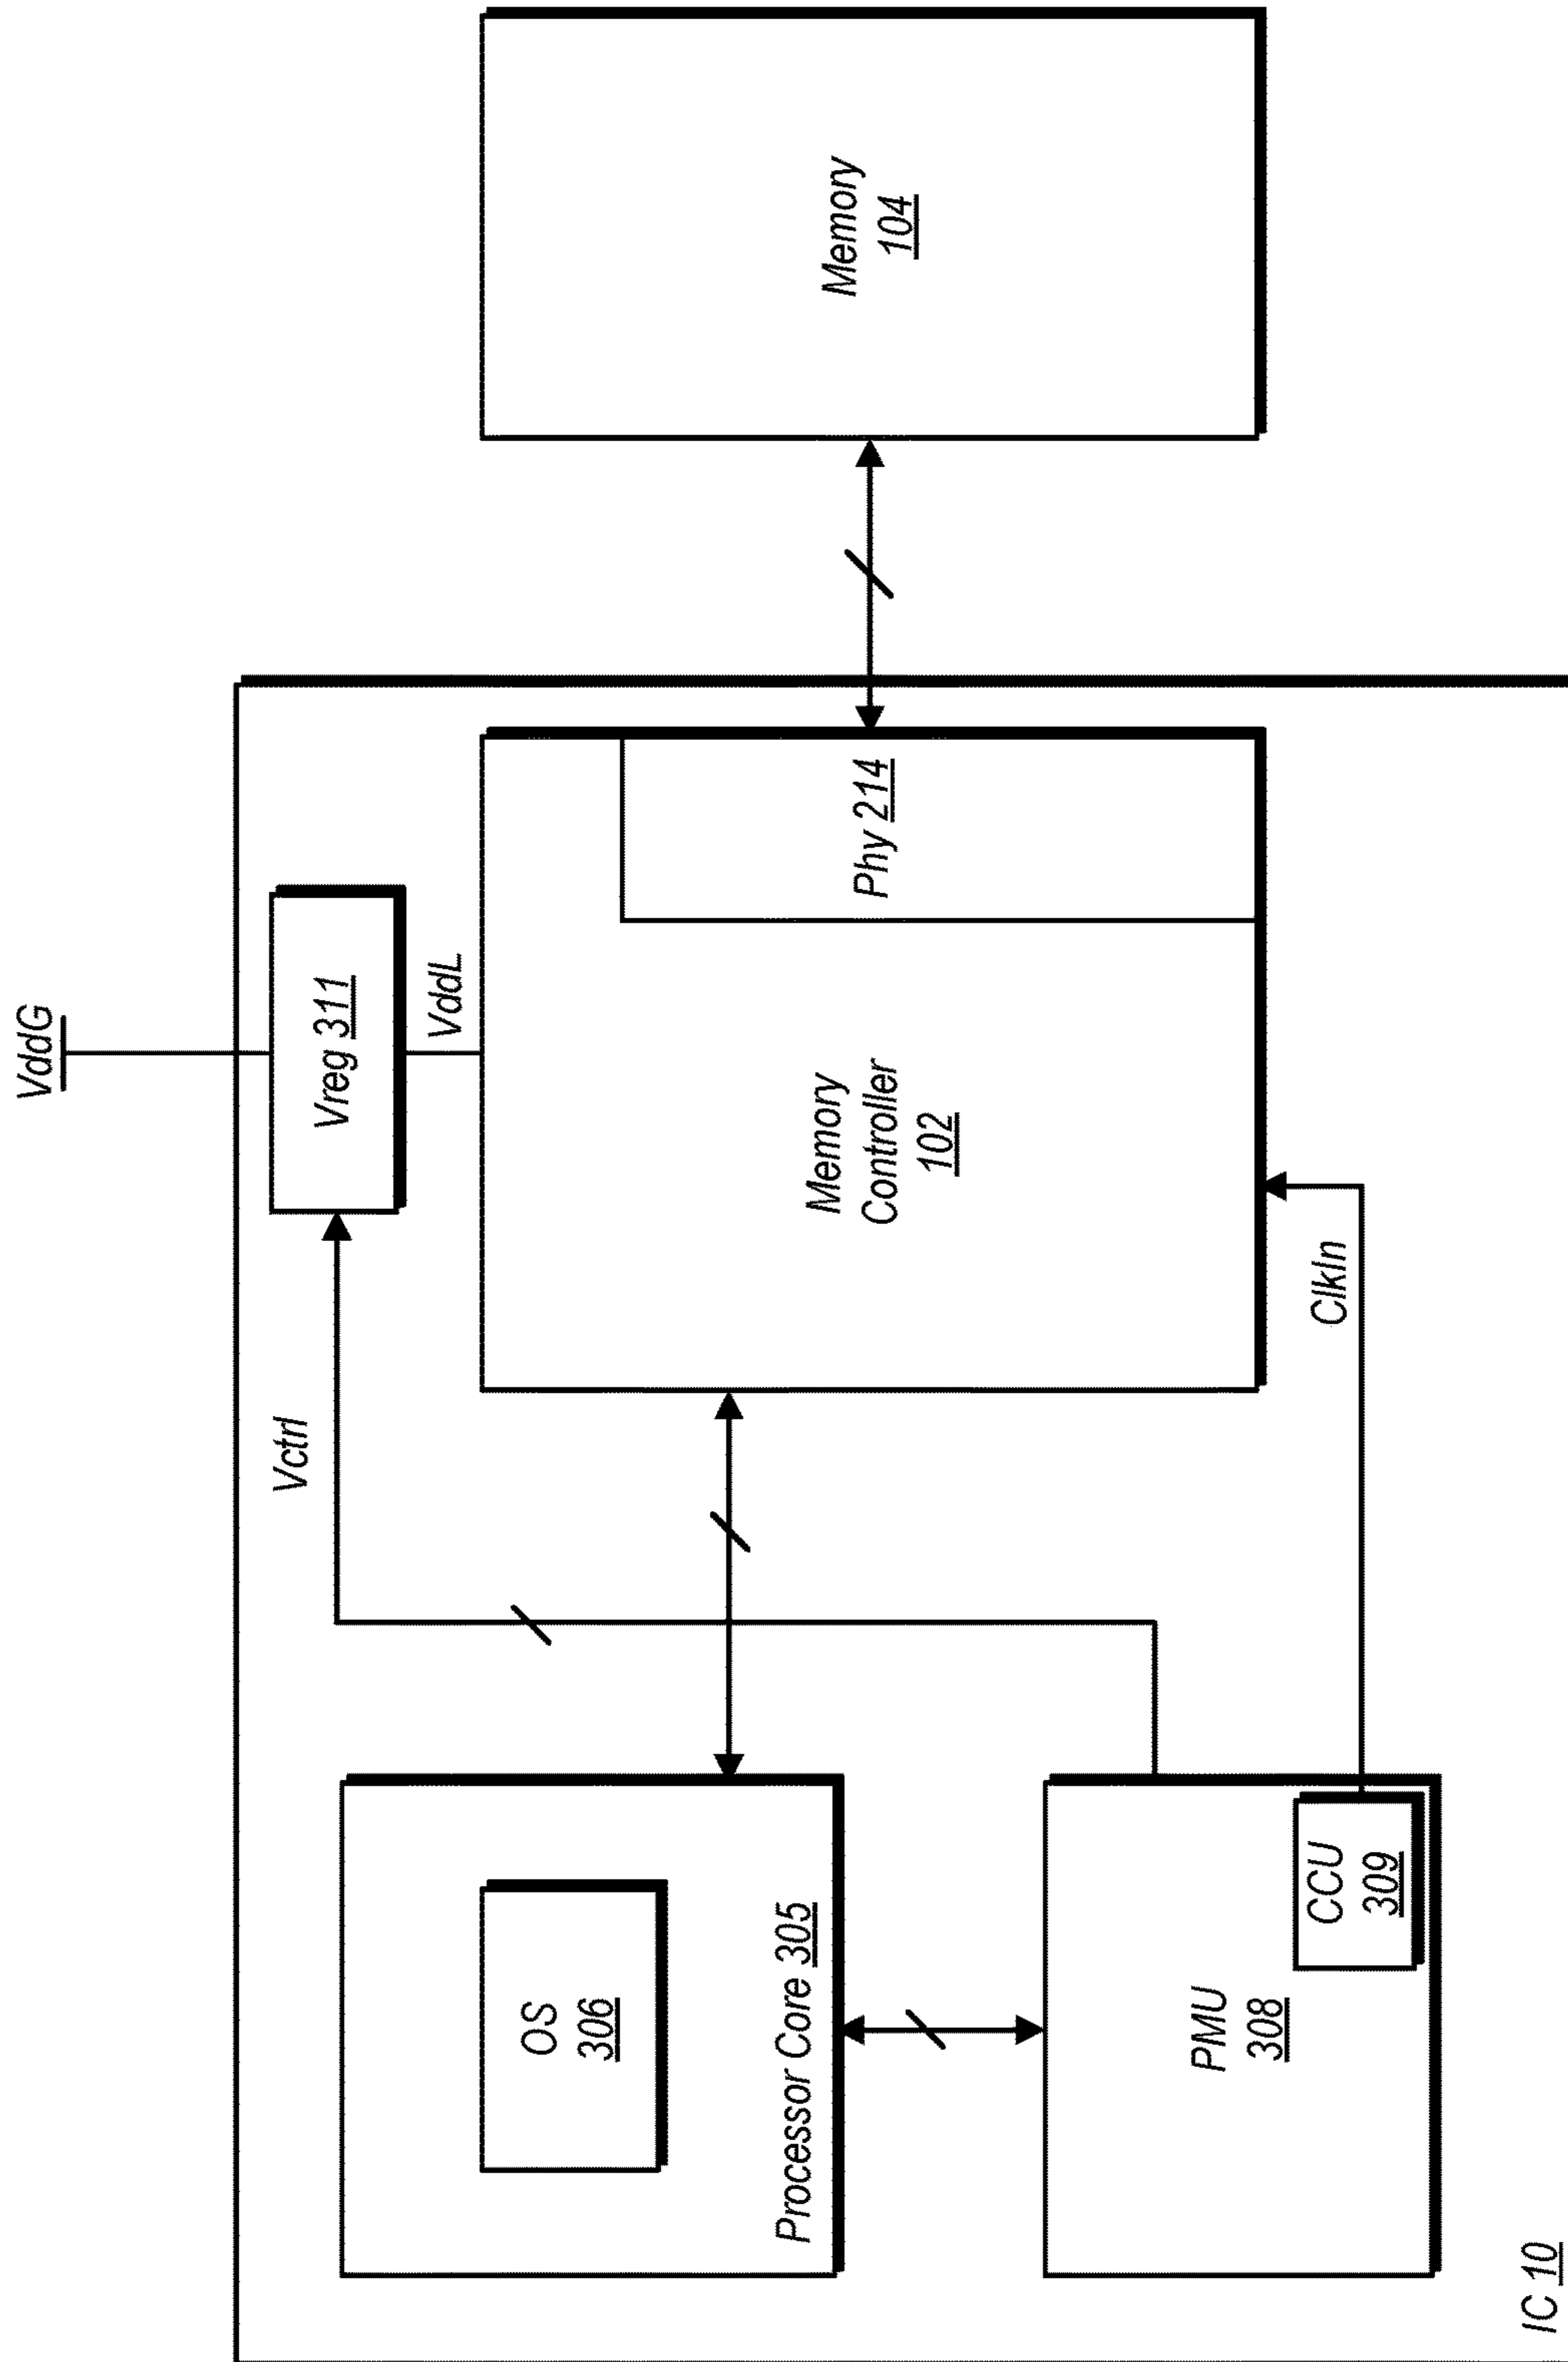 VddG
Vreg 311
Vctrl
VddL
OS
306
Processor Core 305
Memory
Controller
102
Phy 214
Memory
104
PMU
308
CCU
309
ClkIn
IC 10